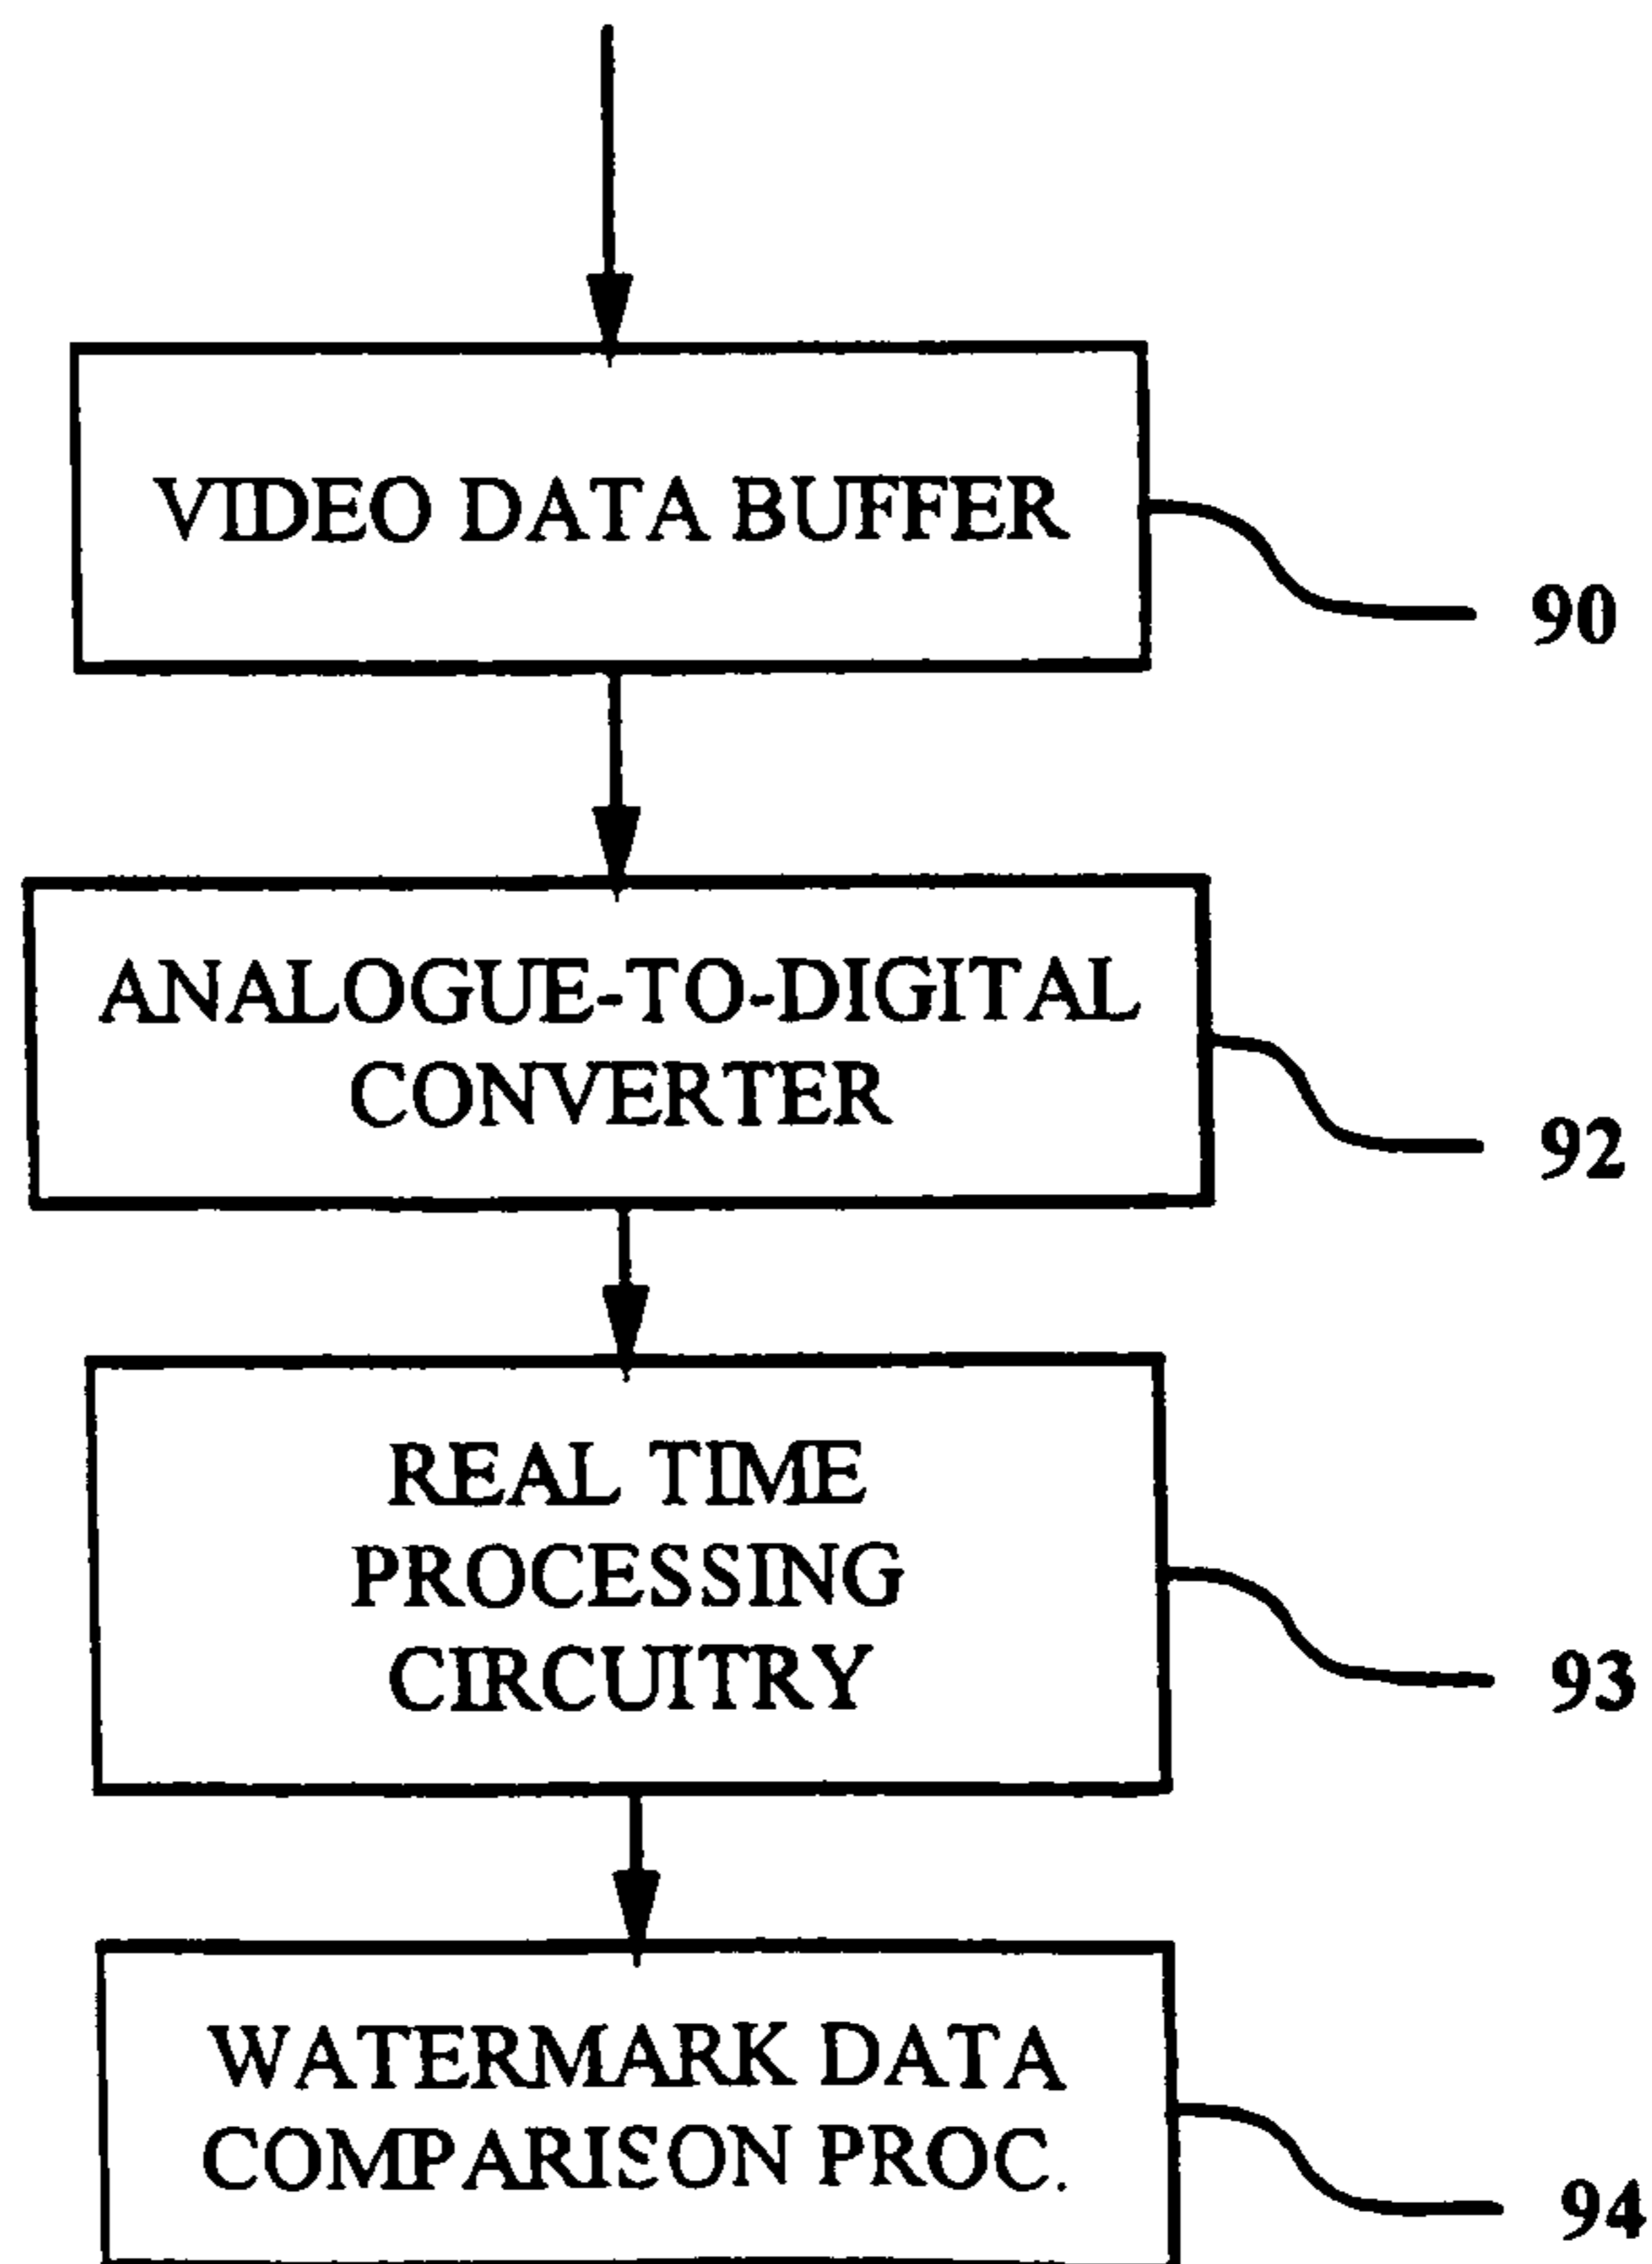 VIDEO DATA BUFFER
90
ANALOGUE-TO-DIGITAL
CONVERTER
92
REAL TIME
PROCESSING
CIRCUITRY
93
WATERMARK DATA
COMPARISON PROC.
94